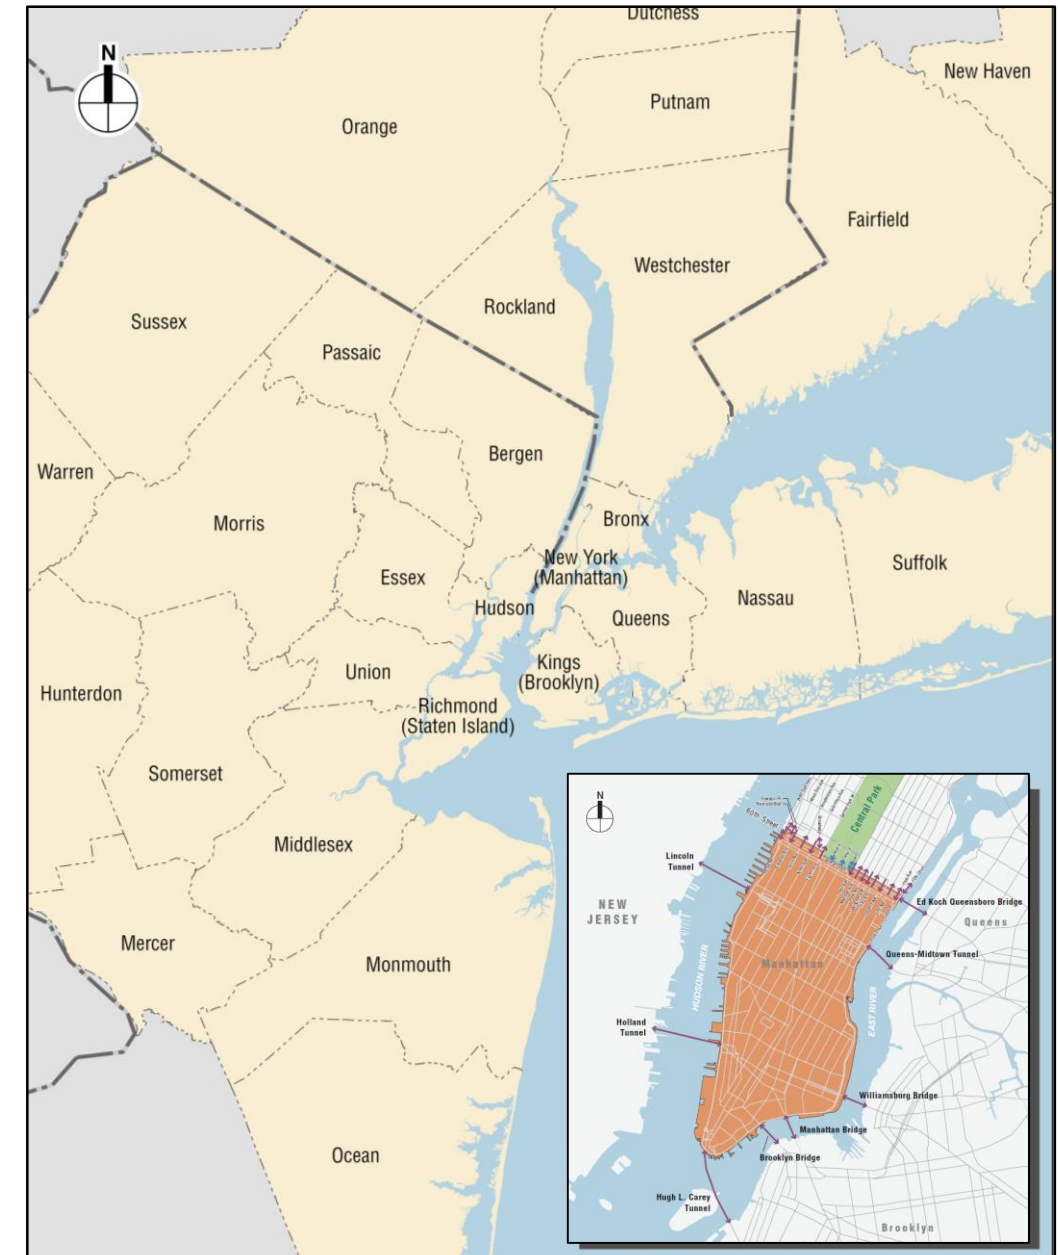 Dutchess
N
New Haven
Putnam
Orange
Fairfield
Westchester
Rockland
Sussex
Passaic
Bergen
Warren
Morris
Bronx
New York
(Manhattan)
Essex
Suffolk
Nassau
Hudson
Queens
Kings
(Brooklyn)
Union
Hunterdon
Richmond
(Staten Island)
Somerset
Middlesex
Mercer
Monmouth
Ocean
N
60th Street
Central Park
Lincoln
Tunnel
Ed Koch Queensboro Bridge
NEW
JERSEY
Queens
Queens-Midtown Tunnel
Manhattan
HUDSON RIVER
EAST RIVER
Holland
Tunnel
Williamsburg Bridge
Manhattan Bridge
Brooklyn Bridge
Hugh L. Carey
Tunnel
Brooklyn